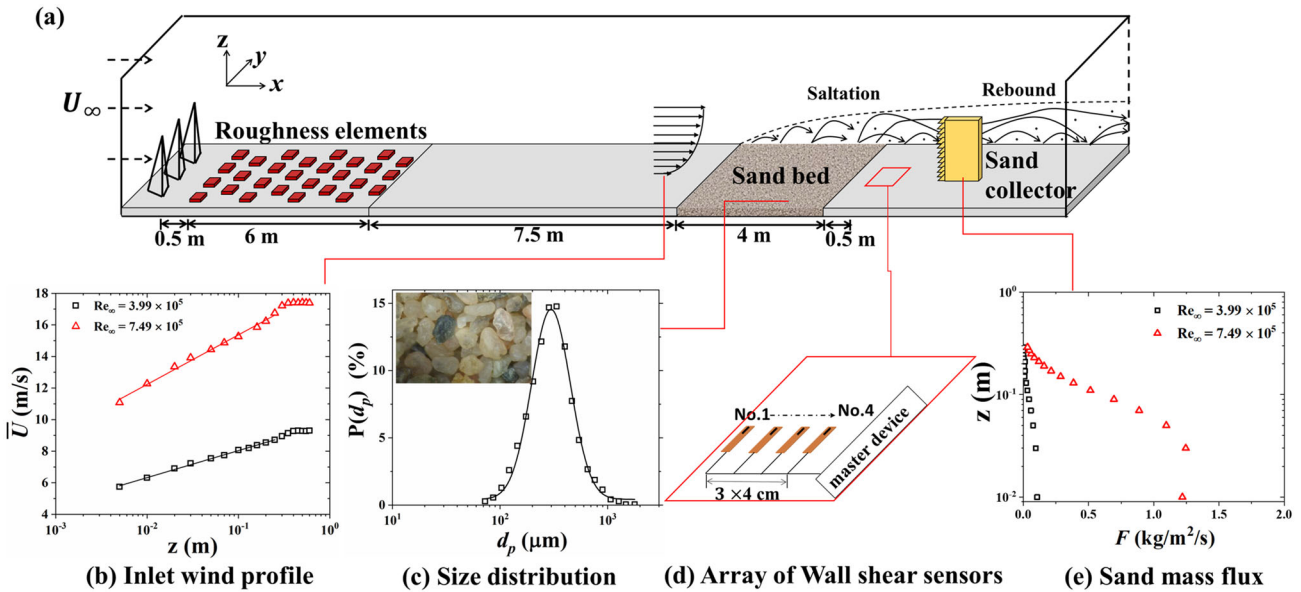 (a)
z
y
x
U∞
Roughness elements
Saltation
Rebound
Sand bed
Sand
collector
0.5 m
6 m
7.5 m
4 m
0.5 m
18
16
14
12
10
8
6
4
U̅ (m/s)
Re∞ = 3.99 × 10⁵
Re∞ = 7.49 × 10⁵
10⁻³
10⁻²
10⁻¹
10⁰
z (m)
(b) Inlet wind profile
15
10
5
0
P(dₚ) (%)
10¹
10²
10³
dₚ (μm)
(c) Size distribution
No.1
No.4
master device
3 ×4 cm
(d) Array of Wall shear sensors
10⁰
10⁻¹
10⁻²
z (m)
Re∞ = 3.99 × 10⁵
Re∞ = 7.49 × 10⁵
0.0
0.5
1.0
1.5
2.0
F (kg/m²/s)
(e) Sand mass flux